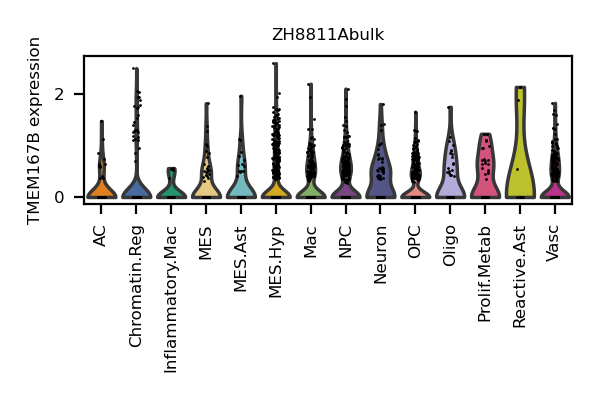 ZH8811Abulk
TMEM167B expression
2
0
AC
Chromatin.Reg
Inflammatory.Mac
MES
MES.Ast
MES.Hyp
Mac
NPC
Neuron
OPC
Oligo
Prolif.Metab
Reactive.Ast
Vasc